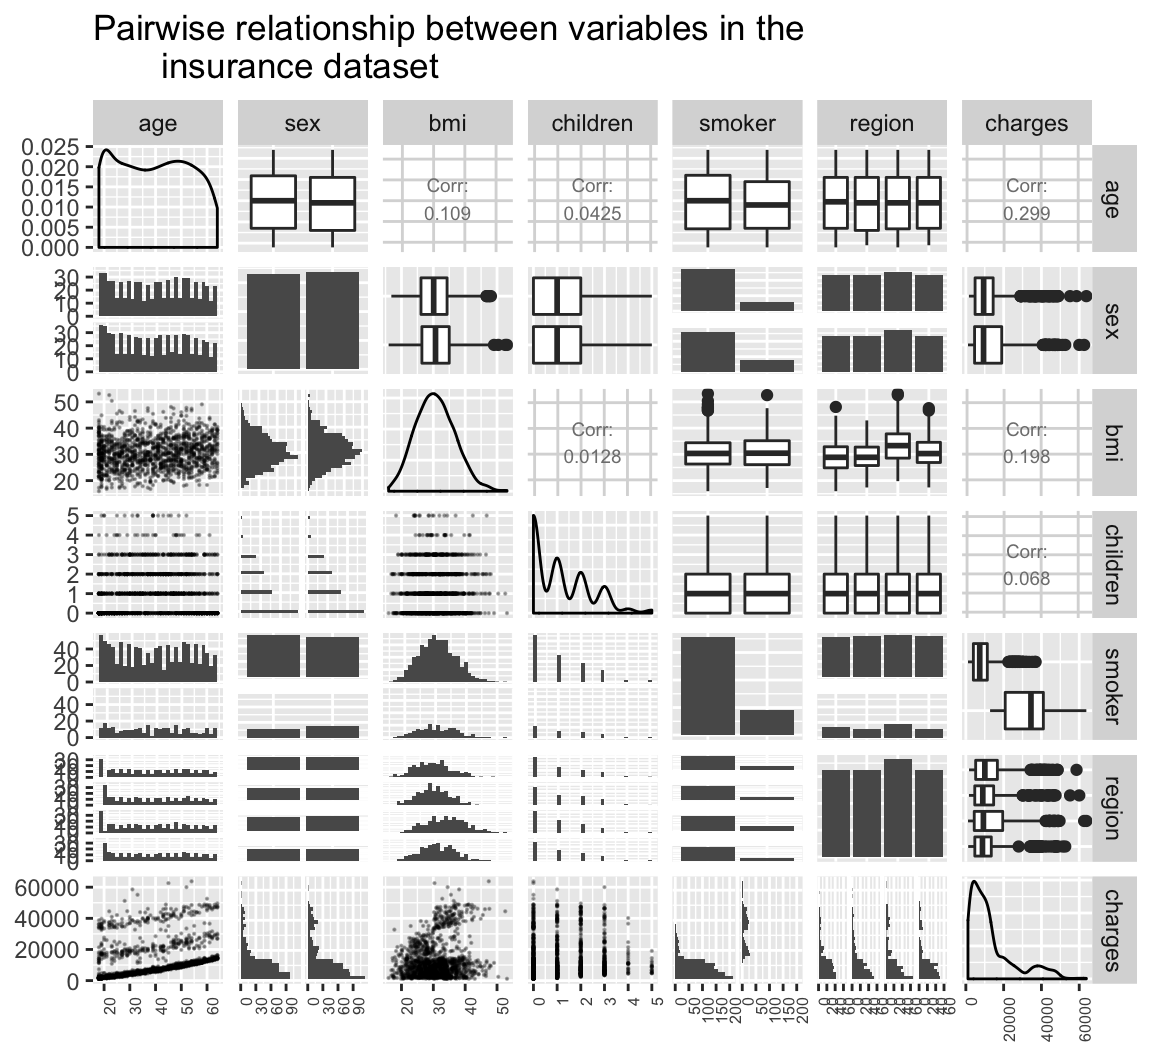 Pairwise relationship between variables in the
insurance dataset
age sex bmi children smoker region charges
0.025
0.020
0.015
0.010
0.005
0.000
Corr:
0.109
Corr:
0.0425
Corr:
0.299
age
30
20
10
0
30
20
10
0
sex
50
40
30
20
Corr:
0.0128
Corr:
0.198
bmi
5
4
3
2
1
0
Corr:
0.068
children
40
20
0
40
20
0
smoker
region
60000
40000
20000
0
charges
20 30 40 50 60
0 30 60 90 0 30 60 90
20 30 40 50
0 1 2 3 4 5
0 50 100 150 200 0 50 100 150 200
0 20000 40000 60000